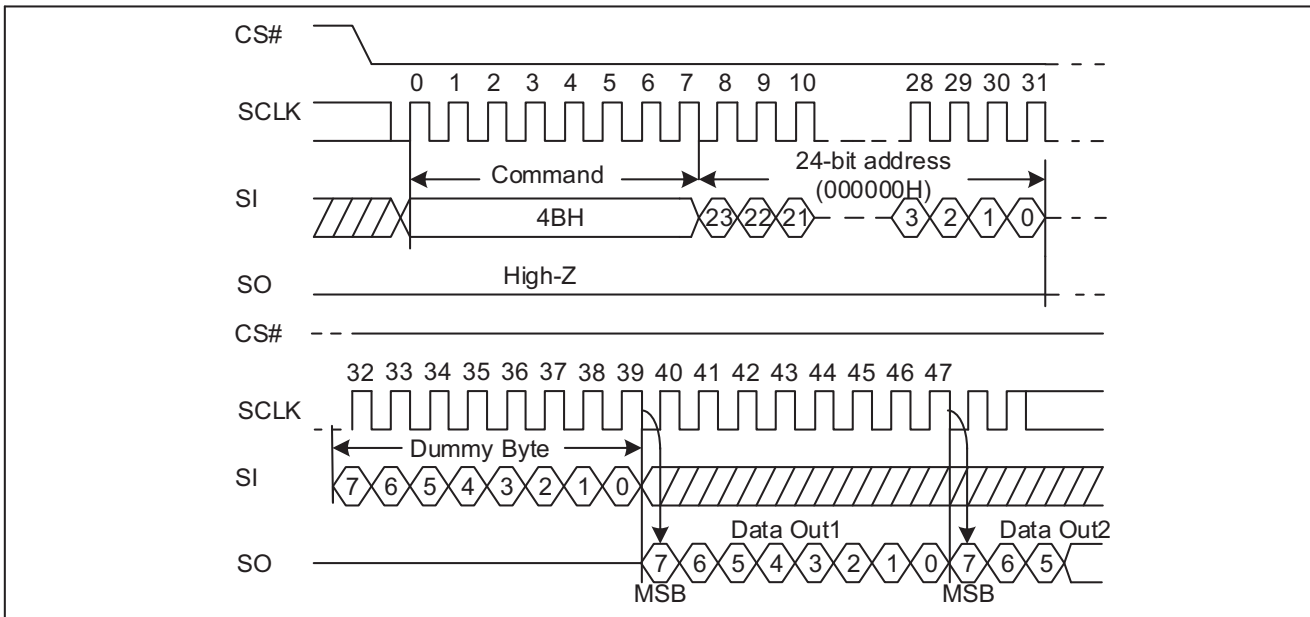 CS#
0 1 2 3 4 5 6 7 8 9 10 28 29 30 31
SCLK
Command 24-bit address
(000000H)
SI
4BH 23 22 21 3 2 1 0
High-Z
SO
CS#
32 33 34 35 36 37 38 39 40 41 42 43 44 45 46 47
SCLK
Dummy Byte
SI
7 6 5 4 3 2 1 0
Data Out1 Data Out2
SO
7 6 5 4 3 2 1 0 7 6 5
MSB MSB